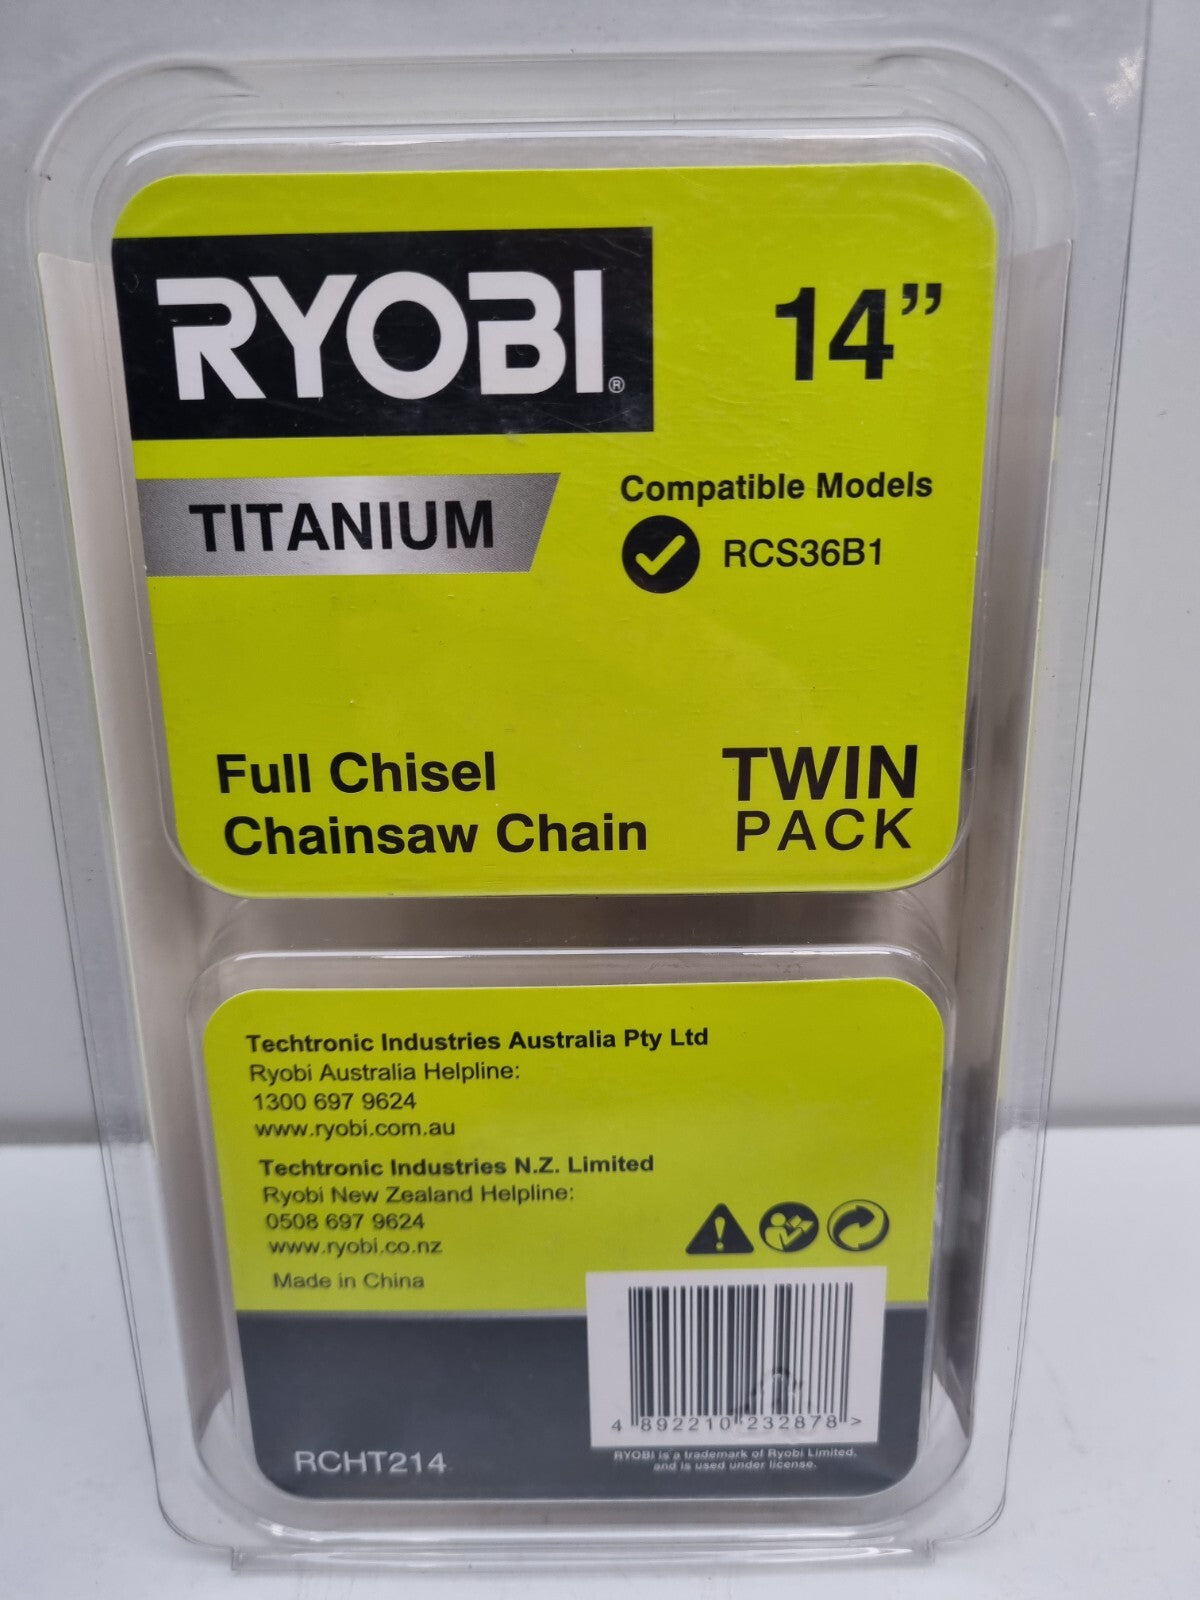 RYOBI®
14”
TITANIUM
Compatible Models
RCS36B1
Full Chisel
Chainsaw Chain
TWIN
PACK
Techtronic Industries Australia Pty Ltd
Ryobi Australia Helpline:
1300 697 9624
www.ryobi.com.au
Techtronic Industries N.Z. Limited
Ryobi New Zealand Helpline:
0508 697 9624
www.ryobi.co.nz
Made in China
4 892210 232878 >
RYOBI is a trademark of Ryobi Limited,
and is used under license.
RCHT214